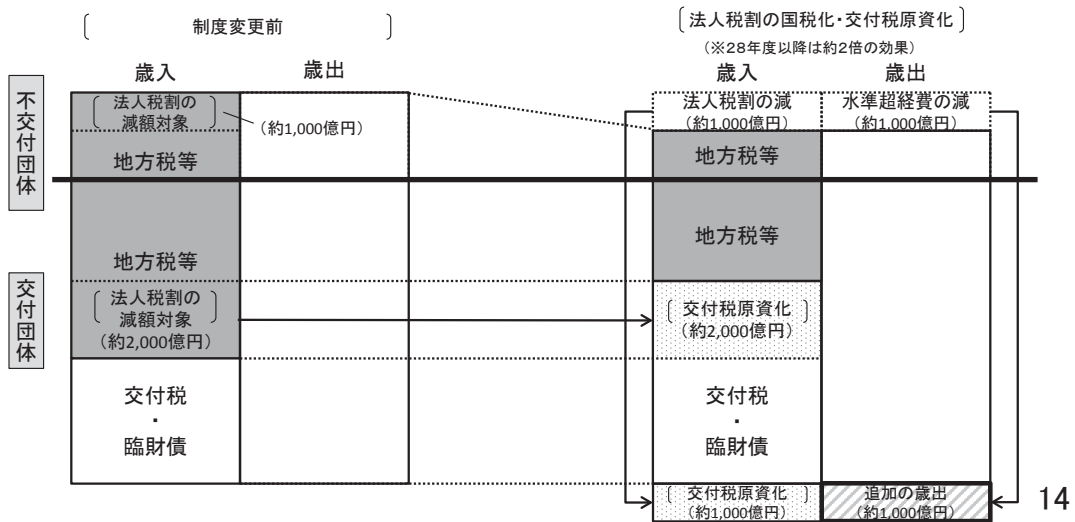 〔 制度変更前 〕
〔 法人税割の国税化・交付税原資化 〕
(※28年度以降は約2倍の効果)
歳入
歳出
歳入
歳出
不交付団体
〔 法人税割の
減額対象 〕
(約1,000億円)
地方税等
法人税割の減
(約1,000億円)
水準超経費の減
(約1,000億円)
地方税等
交付団体
地方税等
〔 法人税割の
減額対象 〕
(約2,000億円)
地方税等
〔 交付税原資化 〕
(約2,000億円)
交付税
・
臨財債
交付税
・
臨財債
〔 交付税原資化 〕
(約1,000億円)
追加の歳出
(約1,000億円)
14